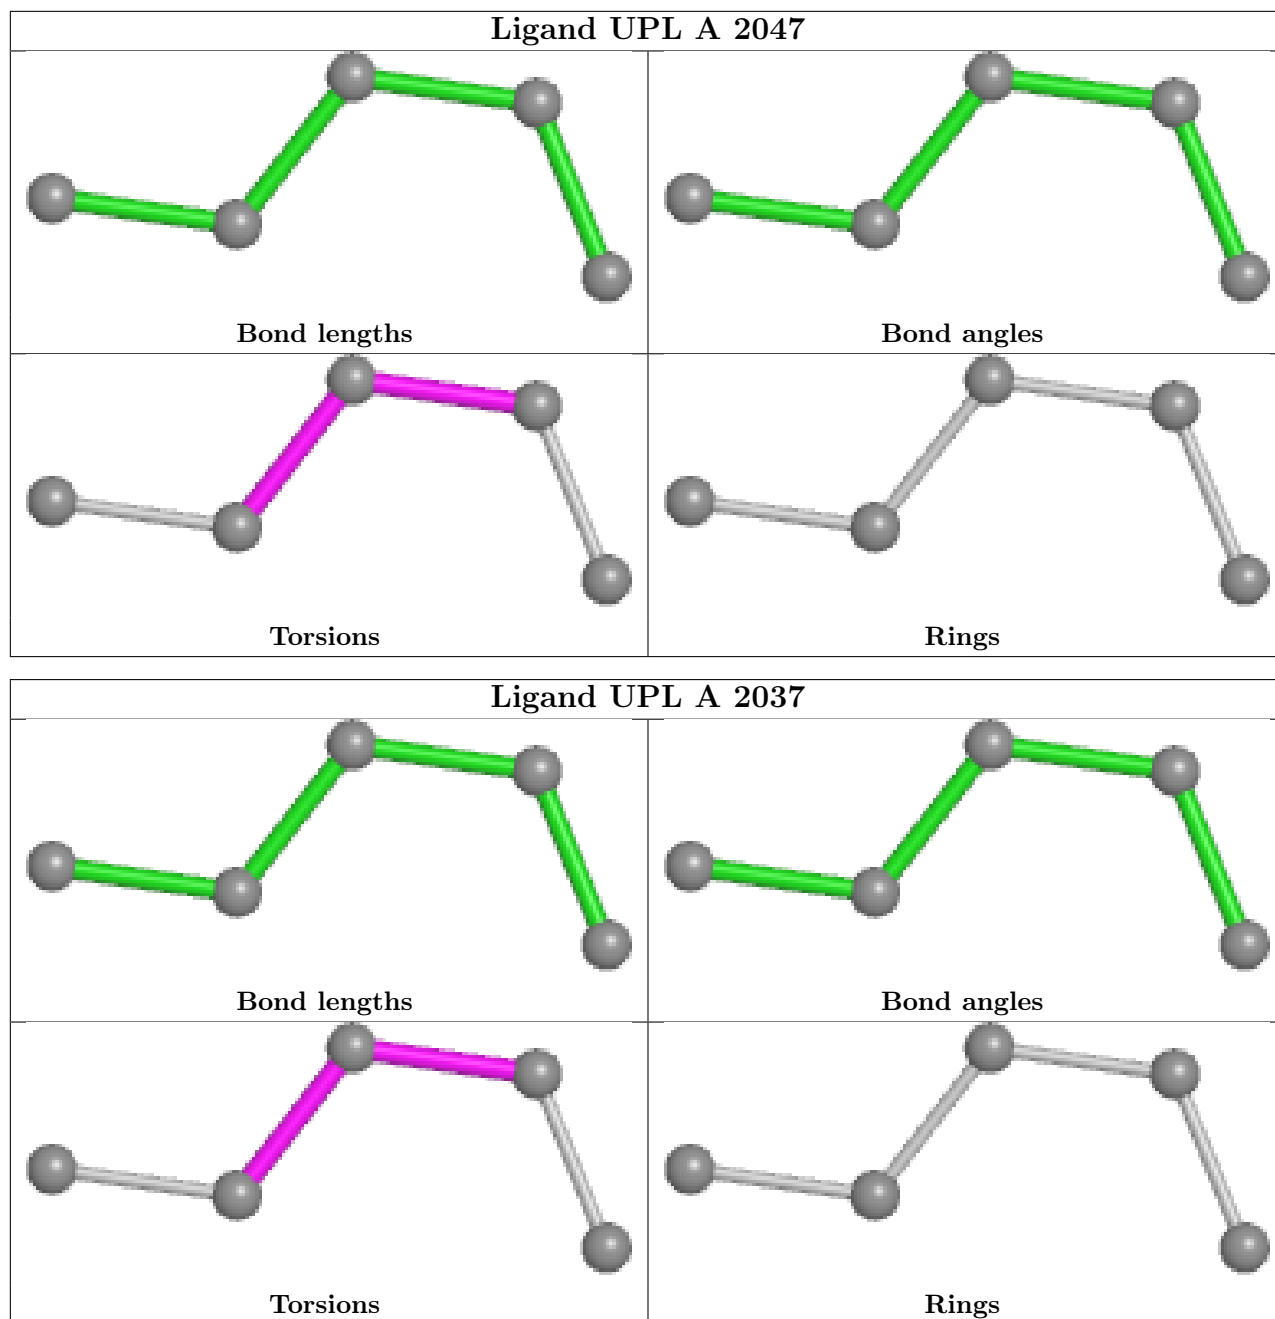 Ligand UPL A 2047
Bond lengths
Bond angles
Torsions
Rings
Ligand UPL A 2037
Bond lengths
Bond angles
Torsions
Rings